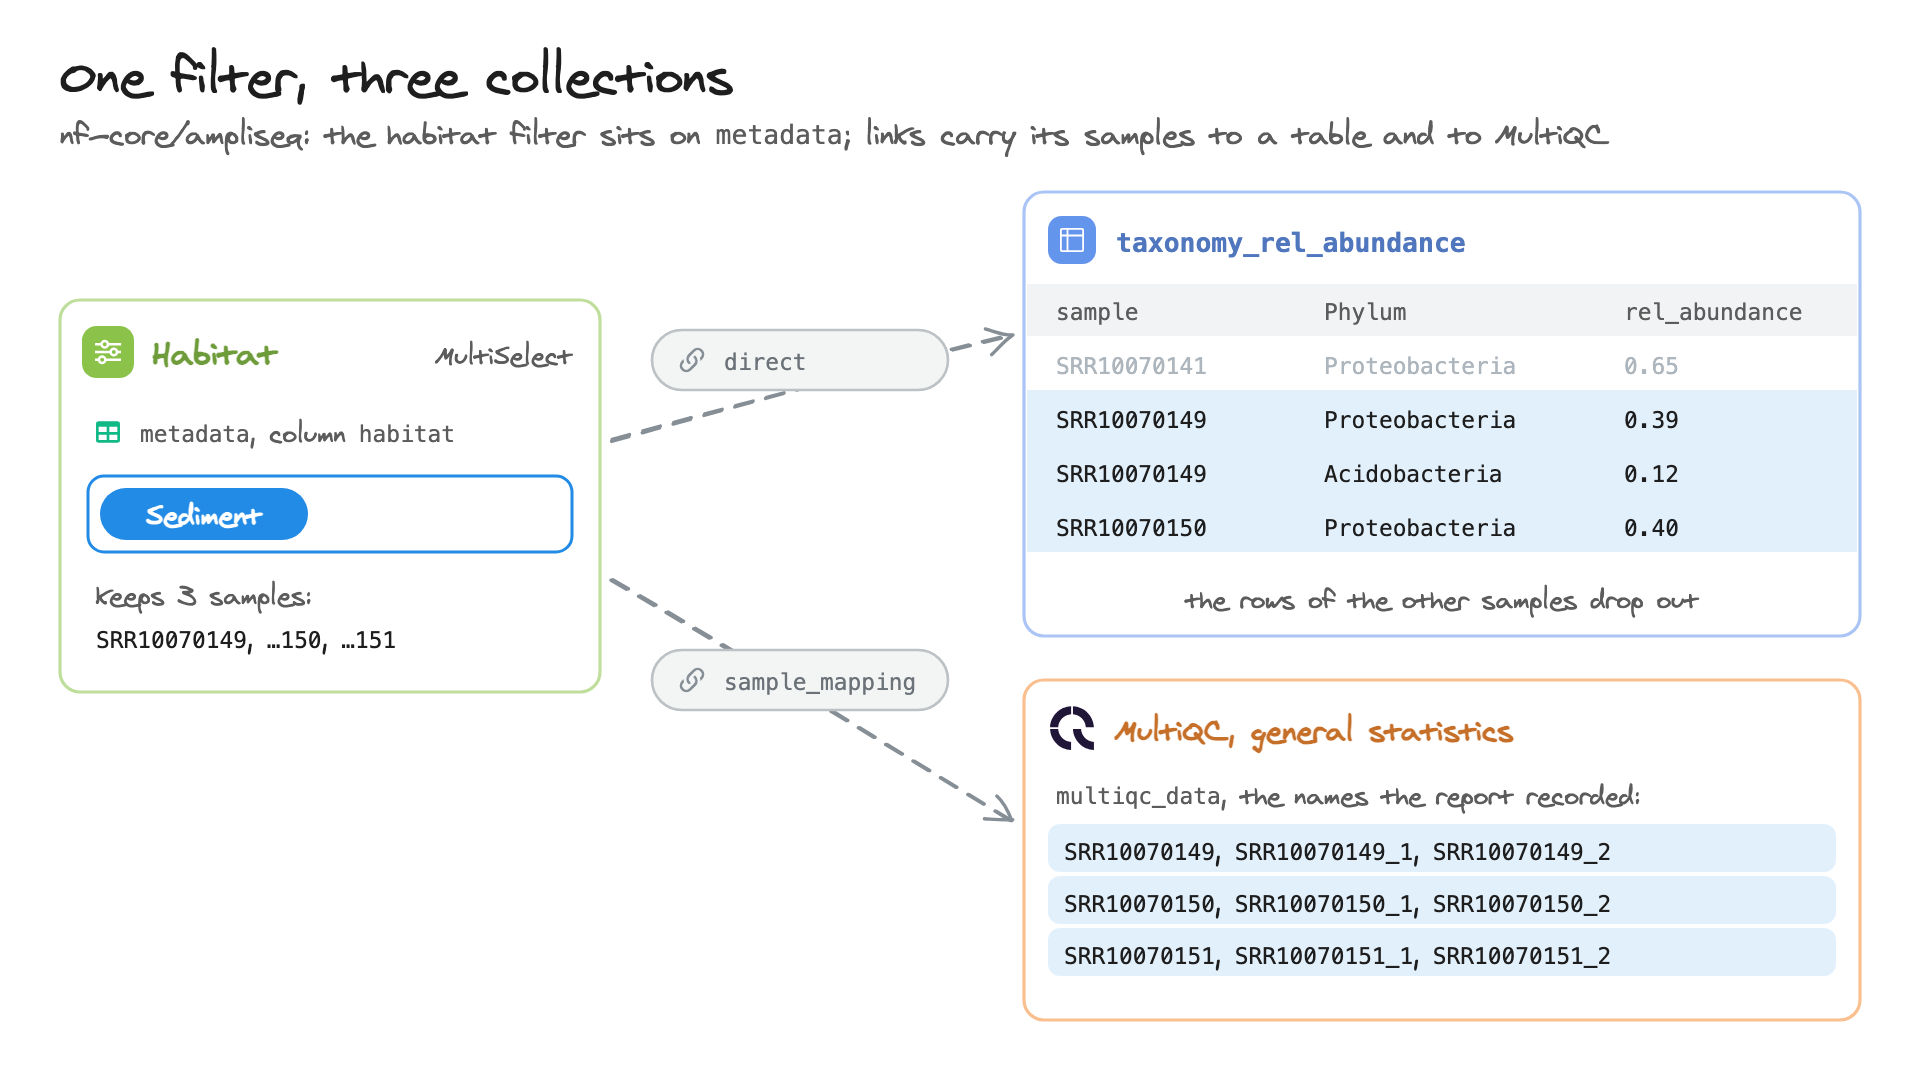 One filter, three collections
nf-core/ampliseq: the habitat filter sits on metadata; links carry its samples to a table and to MultiQC
Habitat MultiSelect
metadata, column habitat
Sediment
keeps 3 samples:
SRR10070149, …150, …151
direct
sample_mapping
taxonomy_rel_abundance
sample Phylum rel_abundance
SRR10070141 Proteobacteria 0.65
SRR10070149 Proteobacteria 0.39
SRR10070149 Acidobacteria 0.12
SRR10070150 Proteobacteria 0.40
the rows of the other samples drop out
MultiQC, general statistics
multiqc_data, the names the report recorded:
SRR10070149, SRR10070149_1, SRR10070149_2
SRR10070150, SRR10070150_1, SRR10070150_2
SRR10070151, SRR10070151_1, SRR10070151_2